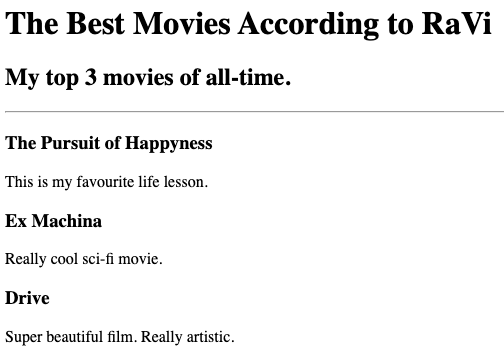 The Best Movies According to RaVi
My top 3 movies of all-time.
The Pursuit of Happyness
This is my favourite life lesson.
Ex Machina
Really cool sci-fi movie.
Drive
Super beautiful film. Really artistic.